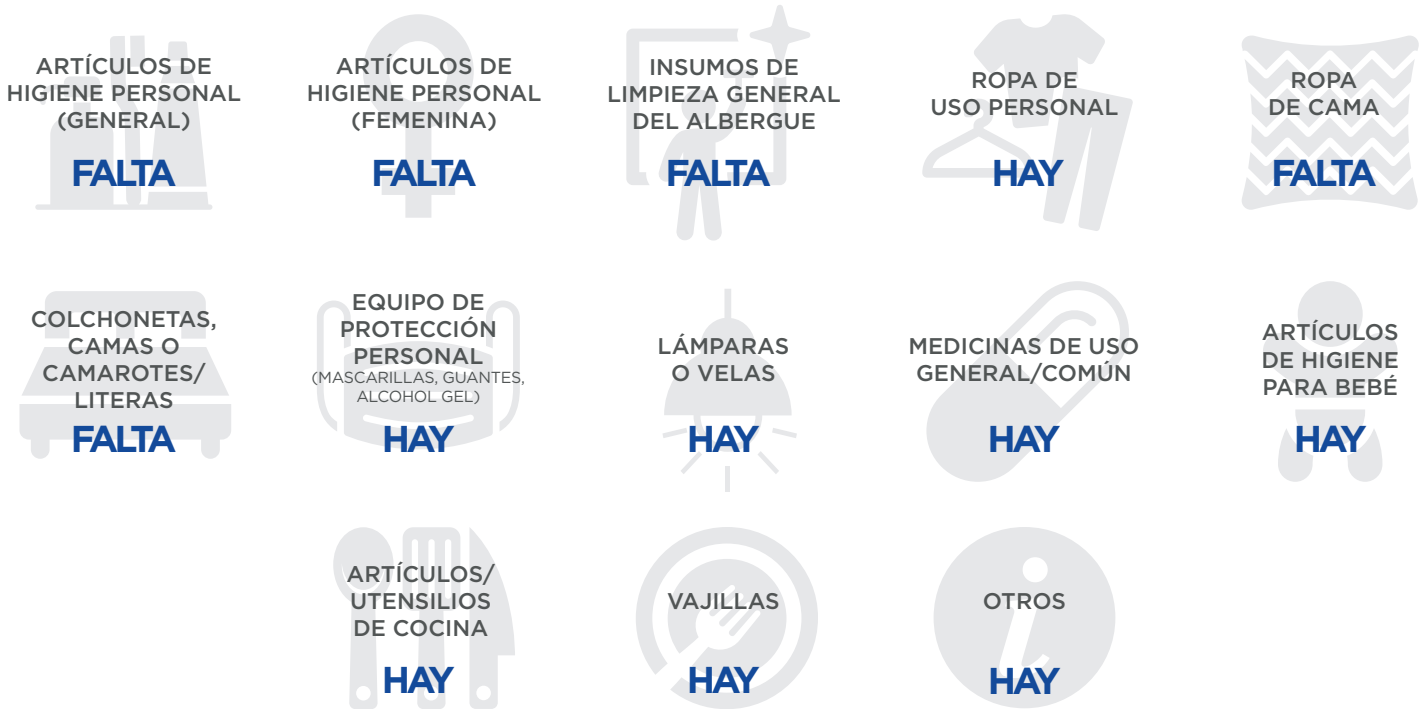 ARTÍCULOS DE
HIGIENE PERSONAL
(GENERAL)
FALTA
ARTÍCULOS DE
HIGIENE PERSONAL
(FEMENINA)
FALTA
INSUMOS DE
LIMPIEZA GENERAL
DEL ALBERGUE
FALTA
ROPA DE
USO PERSONAL
HAY
ROPA
DE CAMA
FALTA
COLCHONETAS,
CAMAS O
CAMAROTES/
LITERAS
FALTA
EQUIPO DE
PROTECCIÓN
PERSONAL
(MASCARILLAS, GUANTES,
ALCOHOL GEL)
HAY
LÁMPARAS
O VELAS
HAY
MEDICINAS DE USO
GENERAL/COMÚN
HAY
ARTÍCULOS
DE HIGIENE
PARA BEBÉ
HAY
ARTÍCULOS/
UTENSILIOS
DE COCINA
HAY
VAJILLAS
HAY
OTROS
HAY